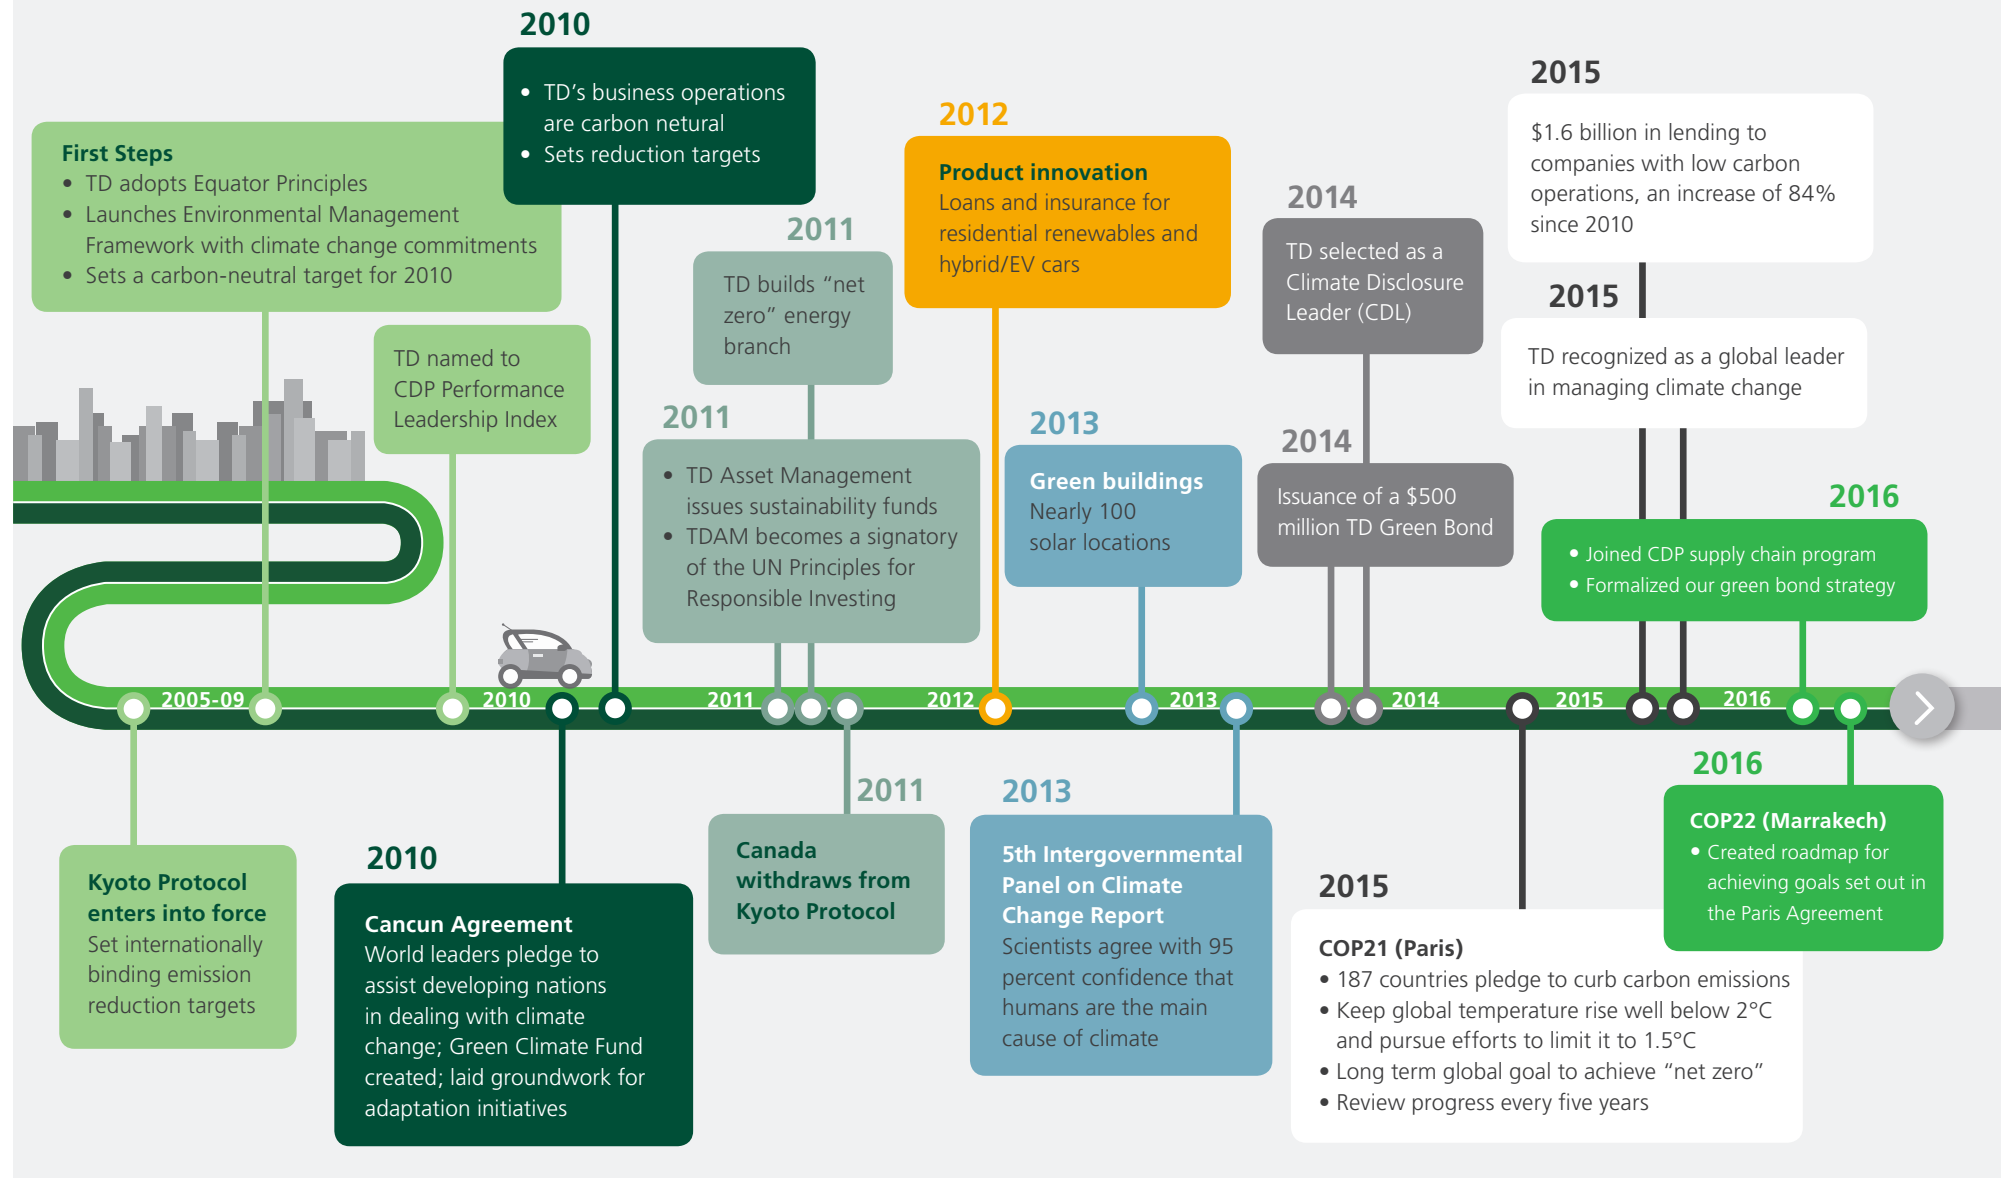 First Steps
• TD adopts Equator Principles
• Launches Environmental Management
Framework with climate change commitments
• Sets a carbon-neutral target for 2010
TD named to
CDP Performance
Leadership Index
2010
• TD’s business operations
are carbon netural
• Sets reduction targets
2011
TD builds “net
zero” energy
branch
2011
• TD Asset Management
issues sustainability funds
• TDAM becomes a signatory
of the UN Principles for
Responsible Investing
2012
Product innovation
Loans and insurance for
residential renewables and
hybrid/EV cars
2013
Green buildings
Nearly 100
solar locations
2014
TD selected as a
Climate Disclosure
Leader (CDL)
2014
Issuance of a $500
million TD Green Bond
2015
$1.6 billion in lending to
companies with low carbon
operations, an increase of 84%
since 2010
2015
TD recognized as a global leader
in managing climate change
2016
• Joined CDP supply chain program
• Formalized our green bond strategy
2005-09
2010
2011
2012
2013
2014
2015
2016
Kyoto Protocol
enters into force
Set internationally
binding emission
reduction targets
2010
Cancun Agreement
World leaders pledge to
assist developing nations
in dealing with climate
change; Green Climate Fund
created; laid groundwork for
adaptation initiatives
2011
Canada
withdraws from
Kyoto Protocol
2013
5th Intergovernmental
Panel on Climate
Change Report
Scientists agree with 95
percent confidence that
humans are the main
cause of climate
2015
COP21 (Paris)
• 187 countries pledge to curb carbon emissions
• Keep global temperature rise well below 2°C
and pursue efforts to limit it to 1.5°C
• Long term global goal to achieve “net zero”
• Review progress every five years
2016
COP22 (Marrakech)
• Created roadmap for
achieving goals set out in
the Paris Agreement